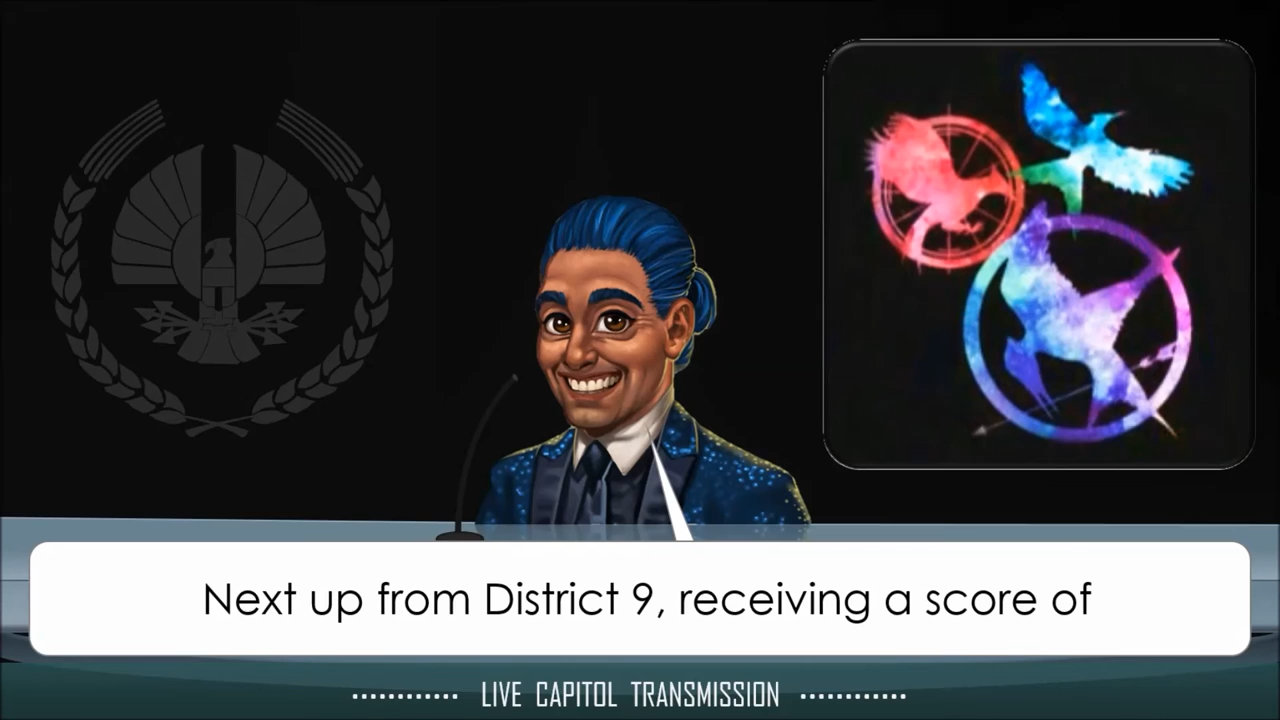 Next up from District 9, receiving a score of
LIVE CAPITOL TRANSMISSION